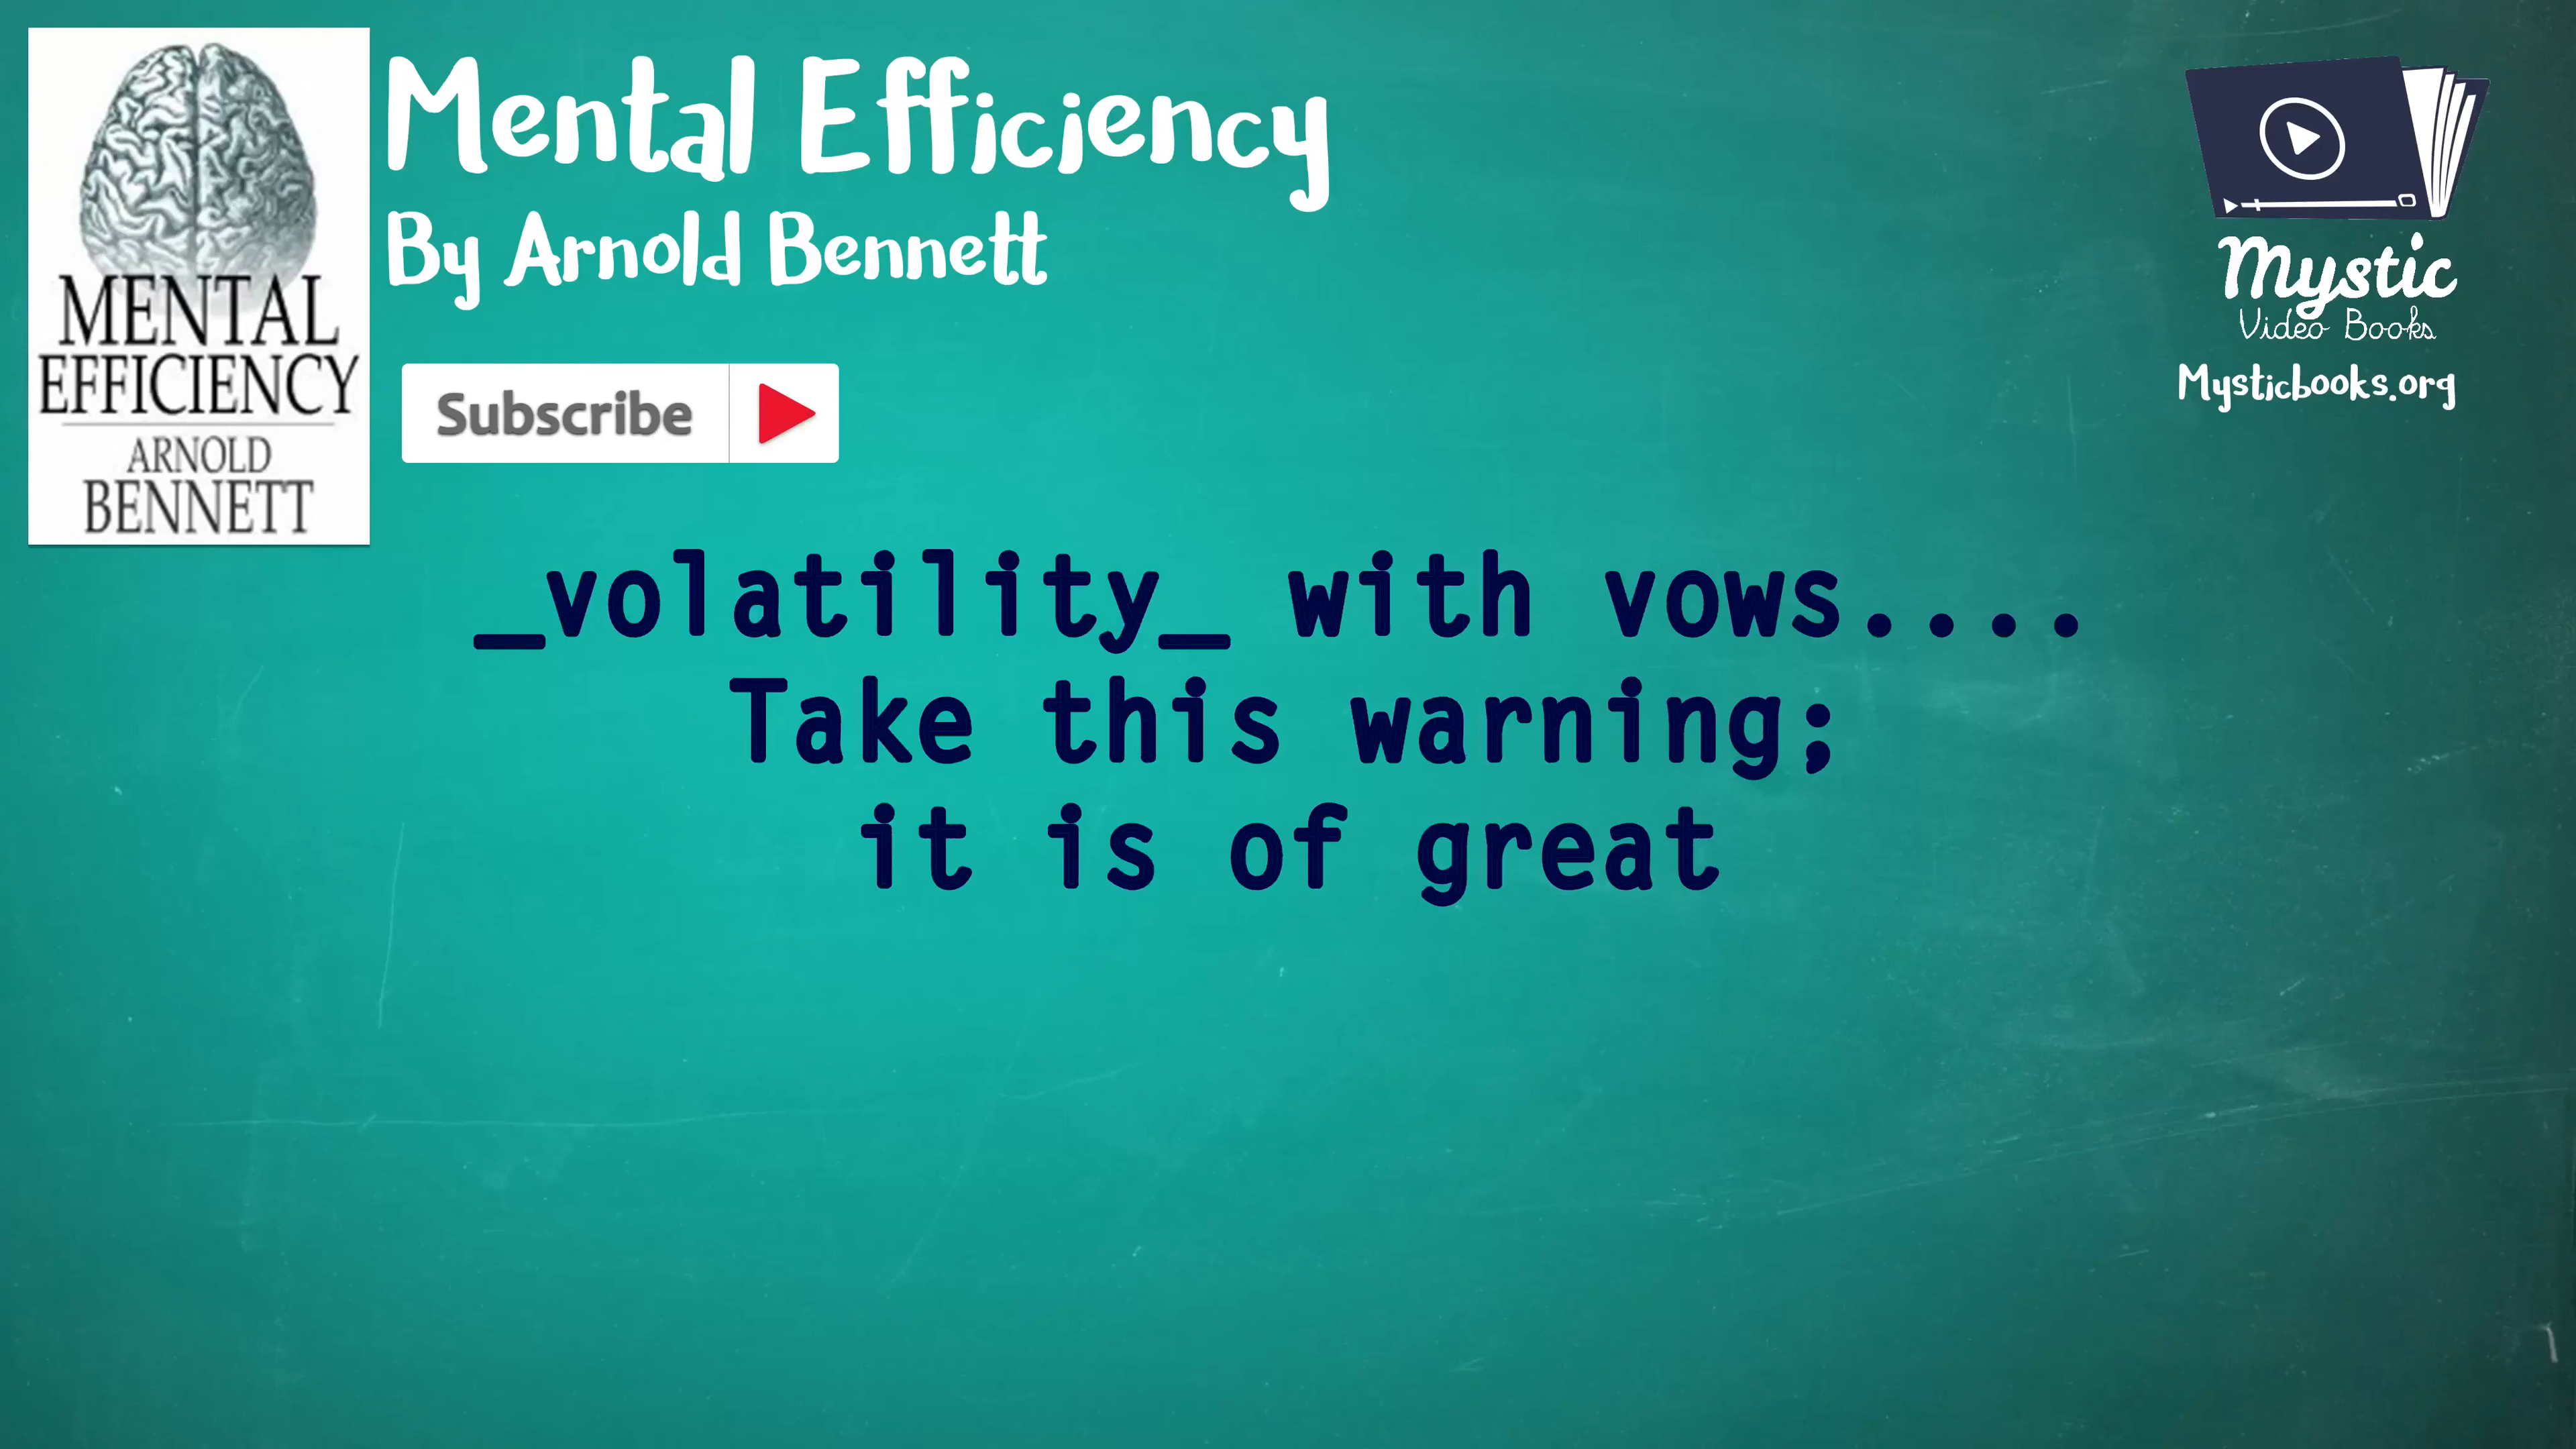 MENTAL
EFFICIENCY
ARNOLD
BENNETT
Mental Efficiency
By Arnold Bennett
Subscribe
Mystic
Video Books
Mysticbooks.org
_volatility_ with vows....
Take this warning;
it is of great